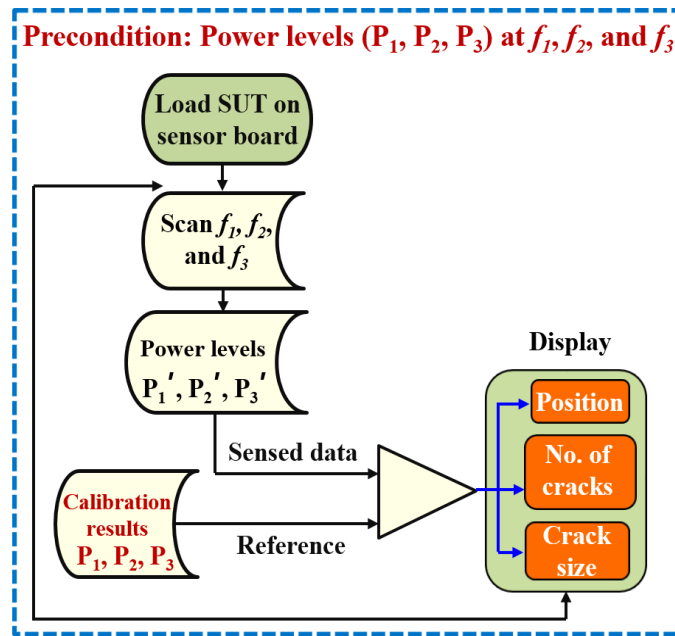 Precondition: Power levels (P₁, P₂, P₃) at f₁, f₂, and f₃
Load SUT on
sensor board
Scan f₁, f₂,
and f₃
Power levels
P₁′, P₂′, P₃′
Display
Position
No. of
cracks
Crack
size
Sensed data
Calibration
results
P₁, P₂, P₃
Reference